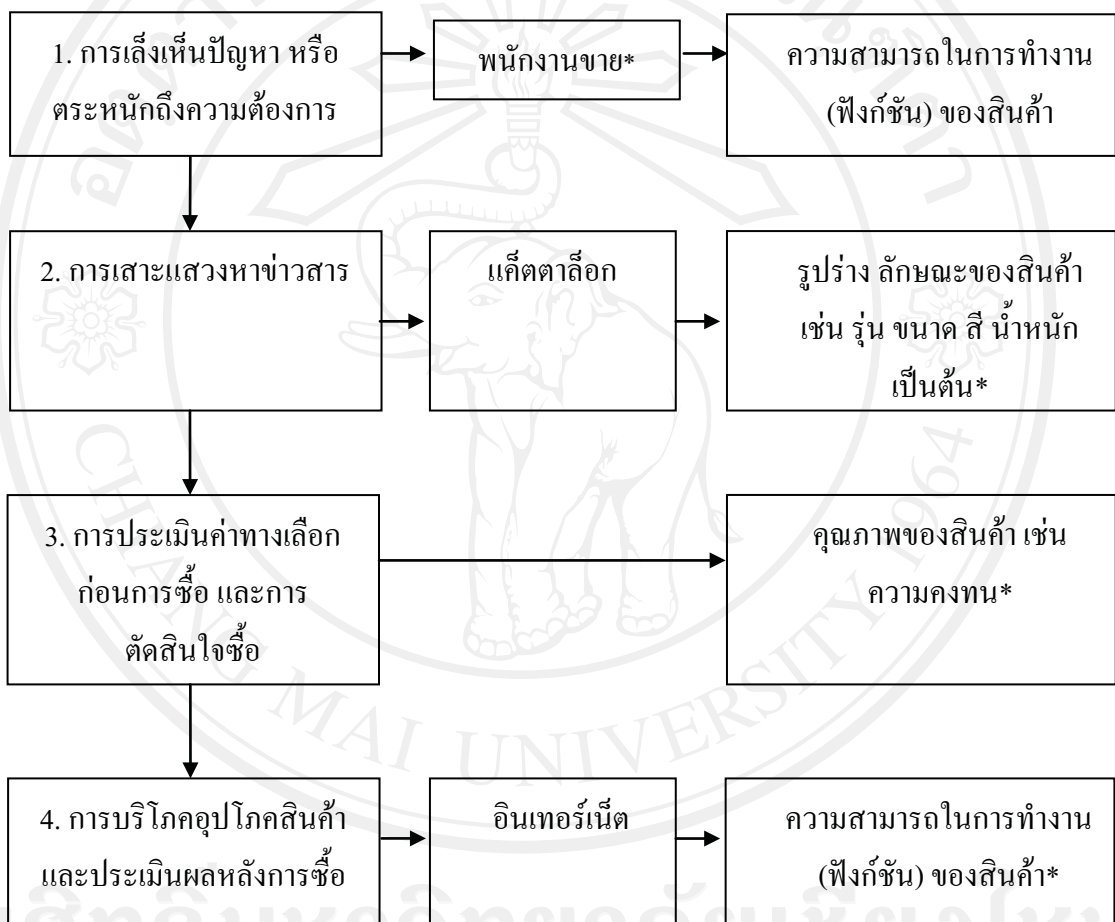 1. การเล็งเห็นปัญหา หรือ
ตระหนักถึงความต้องการ
พนักงานขาย*
ความสามารถในการทำงาน
(ฟังก์ชัน) ของสินค้า
2. การเสาะแสวงหาข่าวสาร
แค็ตตาล็อก
รูปร่าง ลักษณะของสินค้า
เช่น รุ่น ขนาด สี น้ำหนัก
เป็นต้น*
3. การประเมินค่าทางเลือก
ก่อนการซื้อ และการ
ตัดสินใจซื้อ
คุณภาพของสินค้า เช่น
ความคงทน*
4. การบริโภคอุปโภคสินค้า
และประเมินผลหลังการซื้อ
อินเทอร์เน็ต
ความสามารถในการทำงาน
(ฟังก์ชัน) ของสินค้า*
CHIANG MAI UNIVERSITY 1964